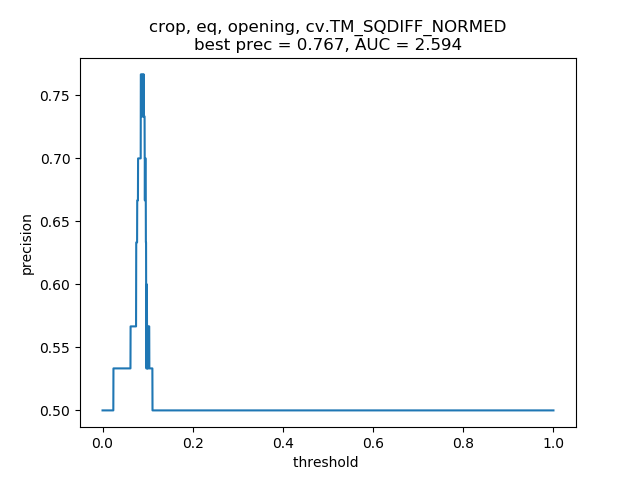 crop, eq, opening, cv.TM_SQDIFF_NORMED
best prec = 0.767, AUC = 2.594
precision
0.75
0.70
0.65
0.60
0.55
0.50
0.0 0.2 0.4 0.6 0.8 1.0
threshold